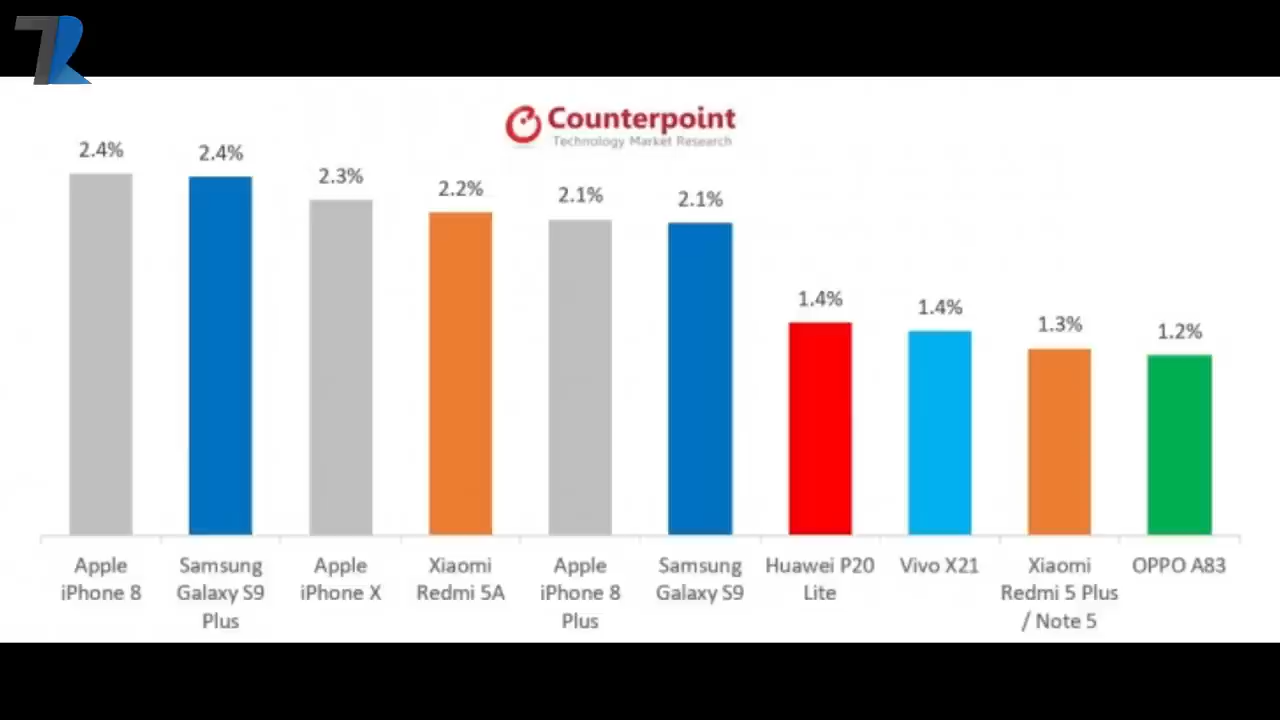 Counterpoint
Technology Market Research
2.4%
2.4%
2.3%
2.2%
2.1%
2.1%
1.4%
1.4%
1.3%
1.2%
Apple
iPhone 8
Samsung
Galaxy S9
Plus
Apple
iPhone X
Xiaomi
Redmi 5A
Apple
iPhone 8
Plus
Samsung
Galaxy S9
Huawei P20
Lite
Vivo X21
Xiaomi
Redmi 5 Plus
/ Note 5
OPPO A83